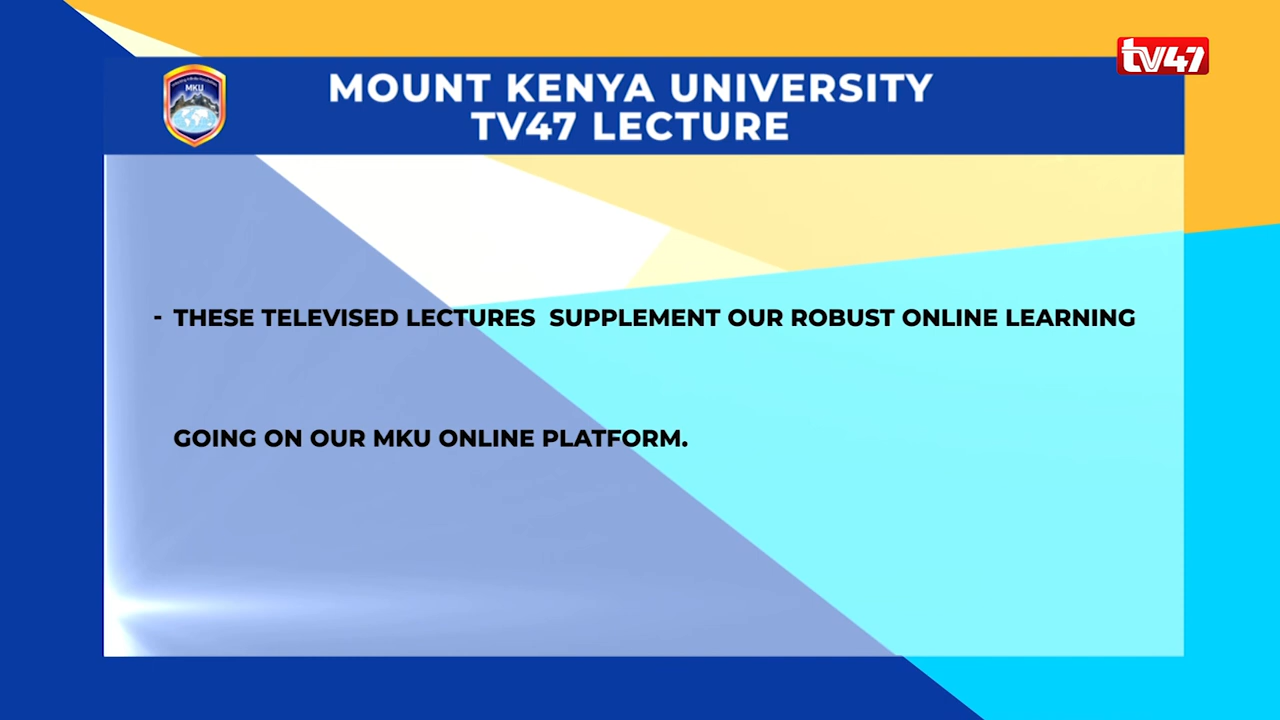 tv47
MOUNT KENYA UNIVERSITY
TV47 LECTURE
MKU
- THESE TELEVISED LECTURES SUPPLEMENT OUR ROBUST ONLINE LEARNING
GOING ON OUR MKU ONLINE PLATFORM.